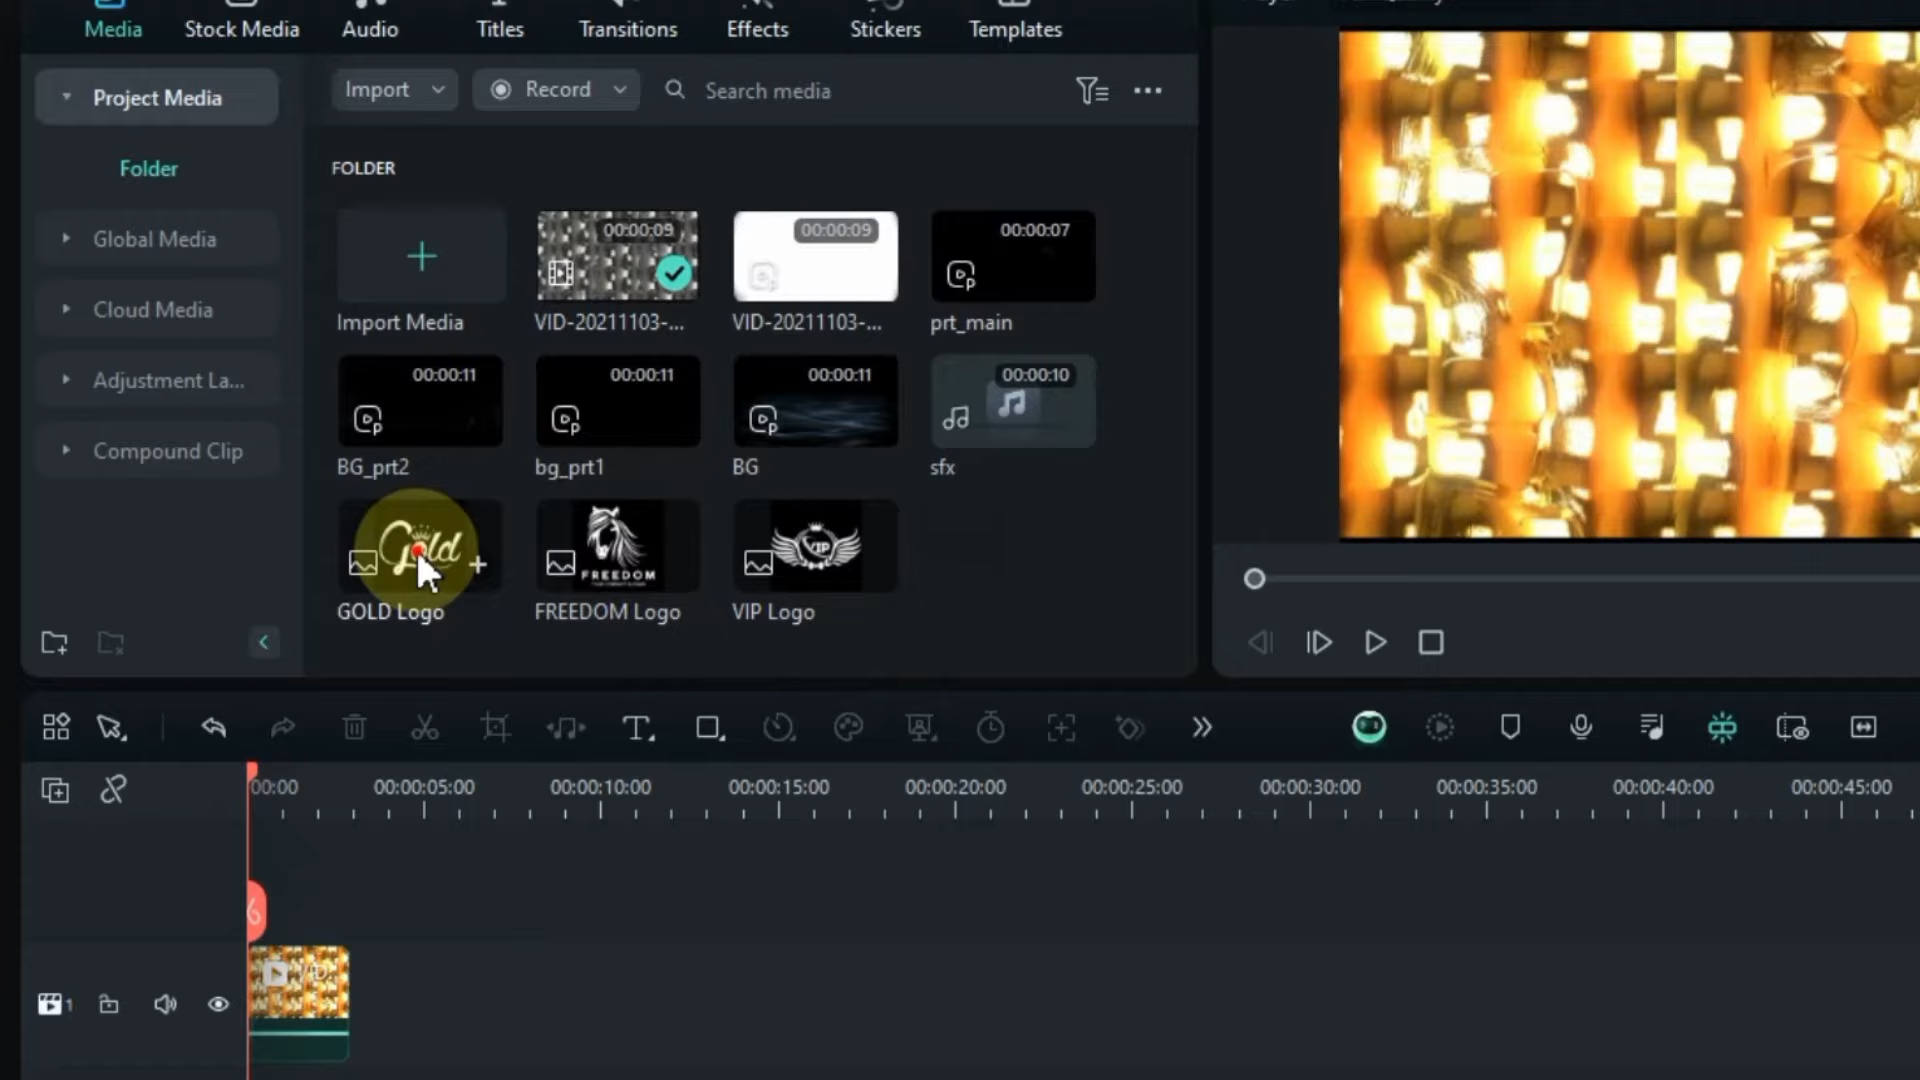 Media Stock Media Audio Titles Transitions Effects Stickers Templates
Project Media
Import Record Search media
Folder
FOLDER
Global Media
Cloud Media
Adjustment La...
Compound Clip
00:00:09 00:00:09 00:00:07
Import Media VID-20211103-... VID-20211103-... prt_main
00:00:11 00:00:11 00:00:11 00:00:10
BG_prt2 bg_prt1 BG sfx
Gold FREEDOM VIP
GOLD Logo FREEDOM Logo VIP Logo
00:00 00:00:05:00 00:00:10:00 00:00:15:00 00:00:20:00 00:00:25:00 00:00:30:00 00:00:35:00 00:00:40:00 00:00:45:00
1